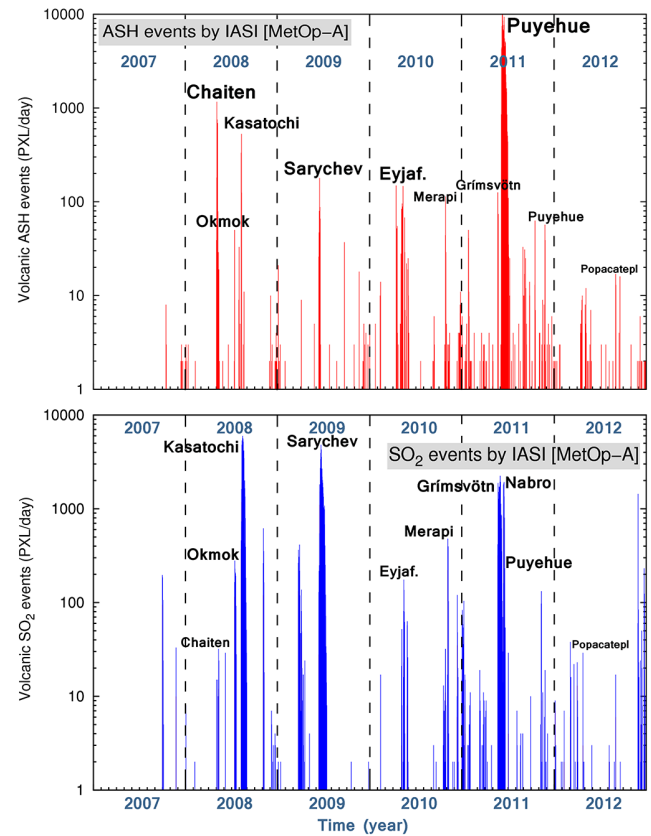 ASH events by IASI [MetOp−A]
Puyehue
2007 2008 2009 2010 2011 2012
10000
1000
100
10
1
Volcanic ASH events (PXL/day)
Chaiten
Kasatochi
Okmok
Sarychev
Eyjaf.
Merapi
Grímsvötn
Puyehue
Popacatepl
10000
1000
100
10
1
Volcanic SO2 events (PXL/day)
2007 2008 2009 2010 2011 2012
SO2 events by IASI [MetOp−A]
Kasatochi
Sarychev
Grímsvötn
Nabro
Okmok
Merapi
Eyjaf.
Puyehue
Chaiten
Popacatepl
2007 2008 2009 2010 2011 2012
Time (year)